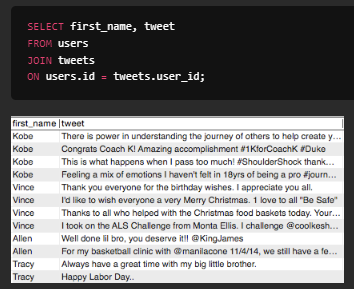 SELECT first_name, tweet
FROM users
JOIN tweets
ON users.id = tweets.user_id;
first_name tweet
Kobe There is power in understanding the journey of others to help create y...
Kobe Congrats Coach K! Amazing accomplishment #1KforCoachK #Duke
Kobe This is what happens when I pass too much! #ShoulderShock thank...
Kobe Feeling a mix of emotions I haven't felt in 18yrs of being a pro #journ...
Vince Thank you everyone for the birthday wishes. I appreciate you all.
Vince I'd like to wish everyone a very Merry Christmas. 1 love to all "Be Safe"
Vince Thanks to all who helped with the Christmas food baskets today. Your...
Vince I took on the ALS Challenge from Monta Ellis. I challenge @coolkesh...
Allen Well done lil bro, you deserve it!! @KingJames
Allen For my basketball clinic with @manilacone 11/4/14, we still have a fe...
Tracy Always have a great time with my big little brother.
Tracy Happy Labor Day..